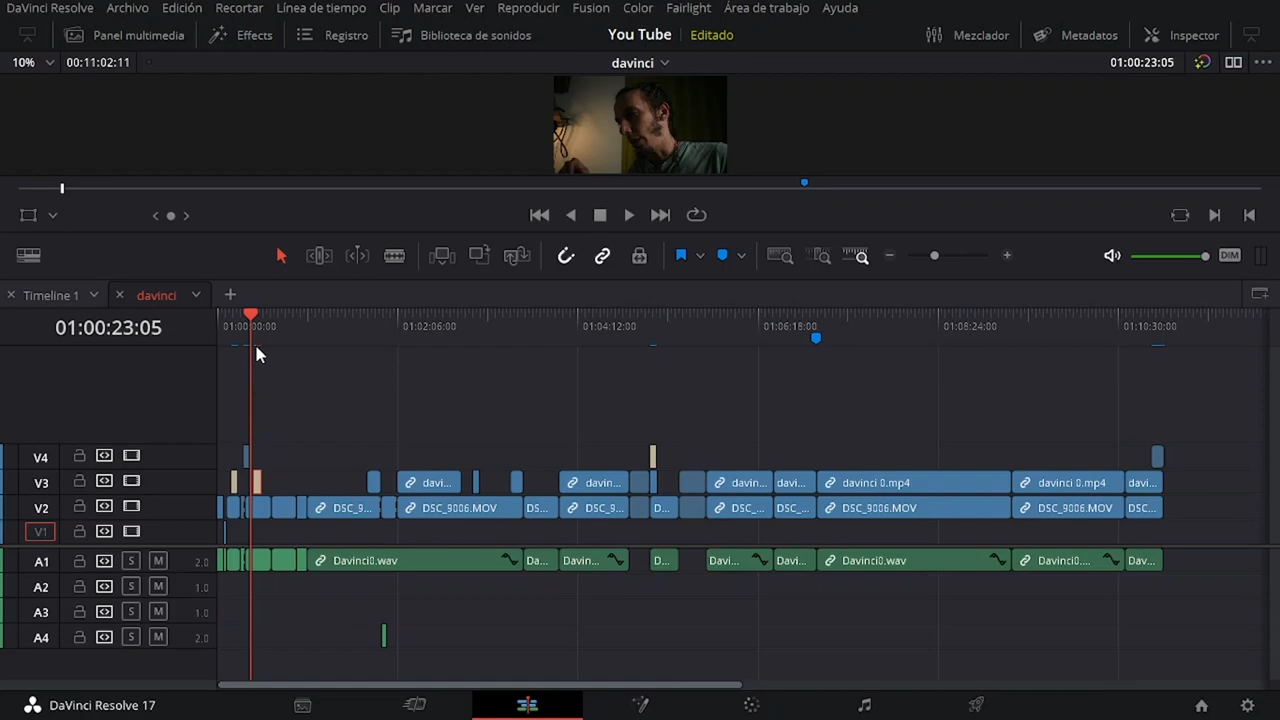 DaVinci Resolve Archivo Edición Recortar Línea de tiempo Clip Marcar Ver Reproducir Fusion Color Fairlight Área de trabajo Ayuda
Panel multimedia Effects Registro Biblioteca de sonidos You Tube Editado Mezclador Metadatos Inspector
10% 00:11:02:11 davinci 01:00:23:05
DIM
Timeline 1 davinci
01:00:23:05 01:00:00:00 01:02:06:00 01:04:12:00 01:06:18:00 01:08:24:00 01:10:30:00
V4
V3 davi... davin... davin... davi... davinci 0.mp4 davinci 0.mp4 davi...
V2 DSC_9... DSC_9006.MOV DS... DSC_9... D... DSC_... DSC_... DSC_9006.MOV DSC_9006.MOV DSC...
V1
A1 S M 2.0 Davinci0.wav Da... Davin... D... Davi... Davi... Davinci0.wav Davinci0.... Dav...
A2 S M 1.0
A3 S M 1.0
A4 S M 2.0
DaVinci Resolve 17